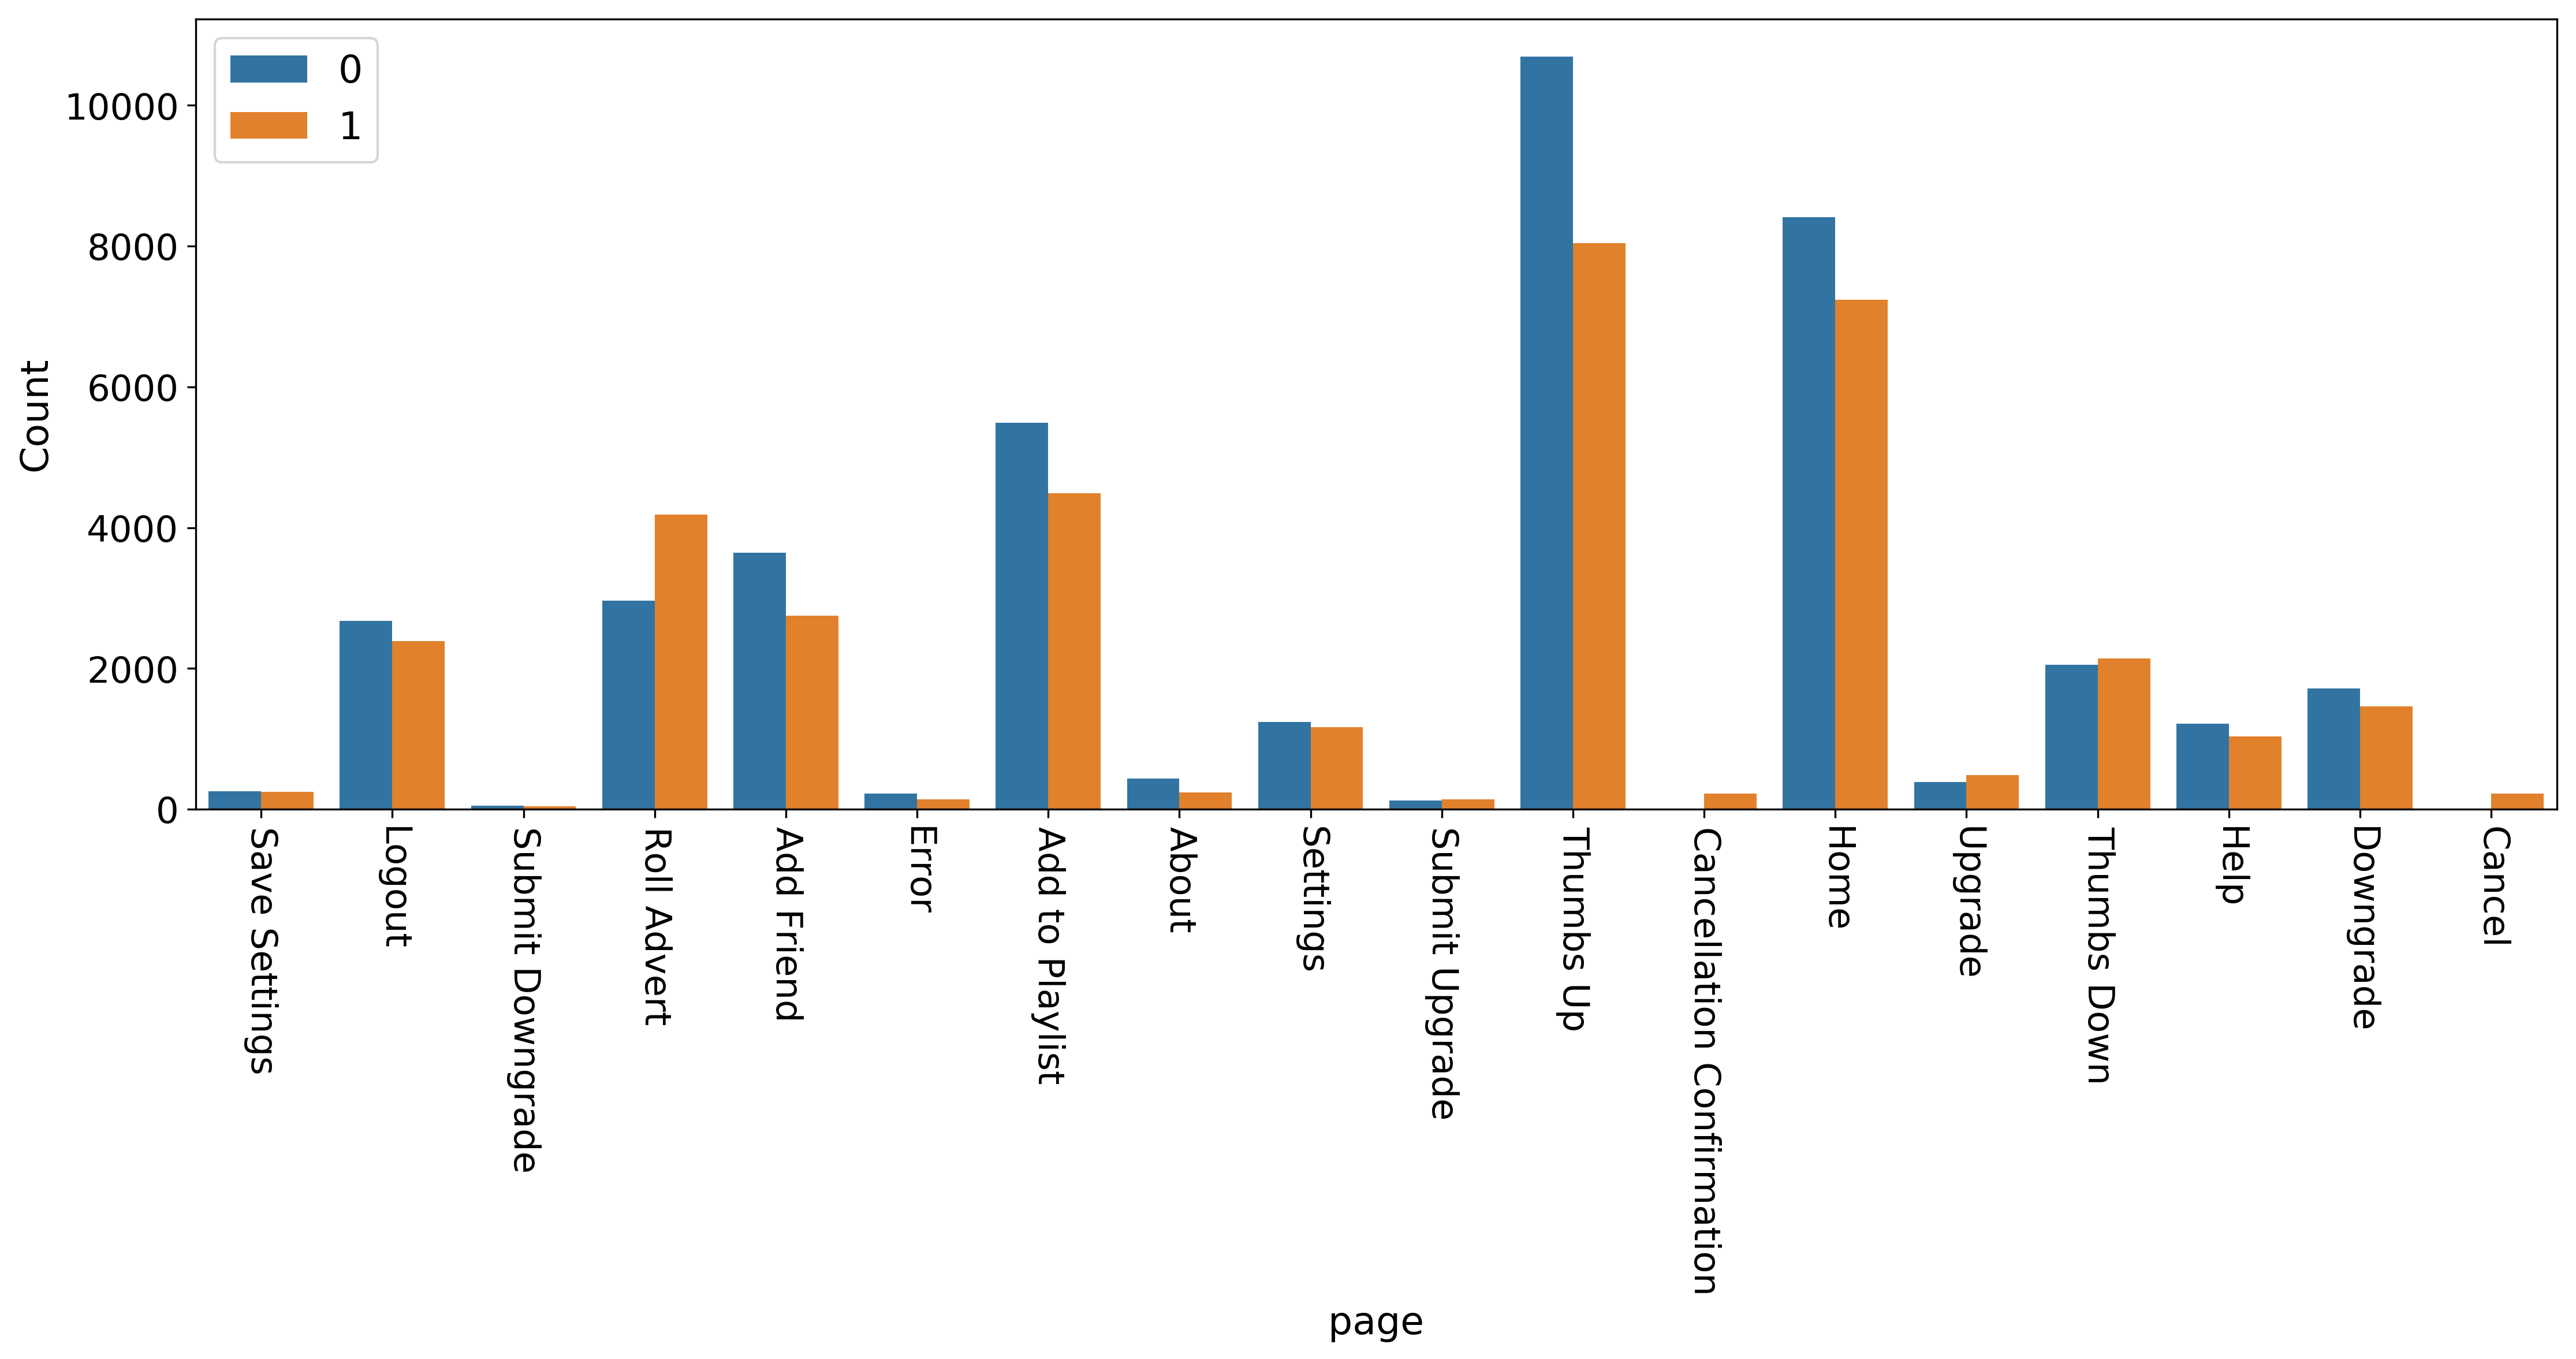 0
1
10000
8000
6000
4000
2000
0
Count
Save Settings
Logout
Submit Downgrade
Roll Advert
Add Friend
Error
Add to Playlist
About
Settings
Submit Upgrade
Thumbs Up
Cancellation Confirmation
Home
Upgrade
Thumbs Down
Help
Downgrade
Cancel
page